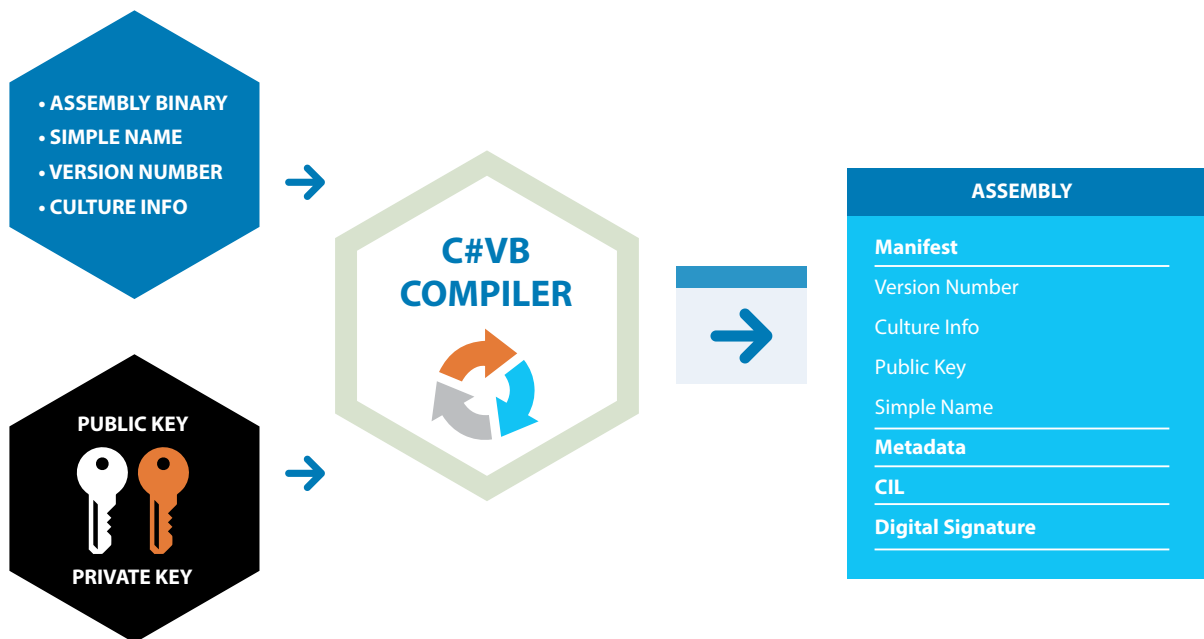 • ASSEMBLY BINARY
• SIMPLE NAME
• VERSION NUMBER
• CULTURE INFO
PUBLIC KEY
PRIVATE KEY
C#VB
COMPILER
ASSEMBLY
Manifest
Version Number
Culture Info
Public Key
Simple Name
Metadata
CIL
Digital Signature